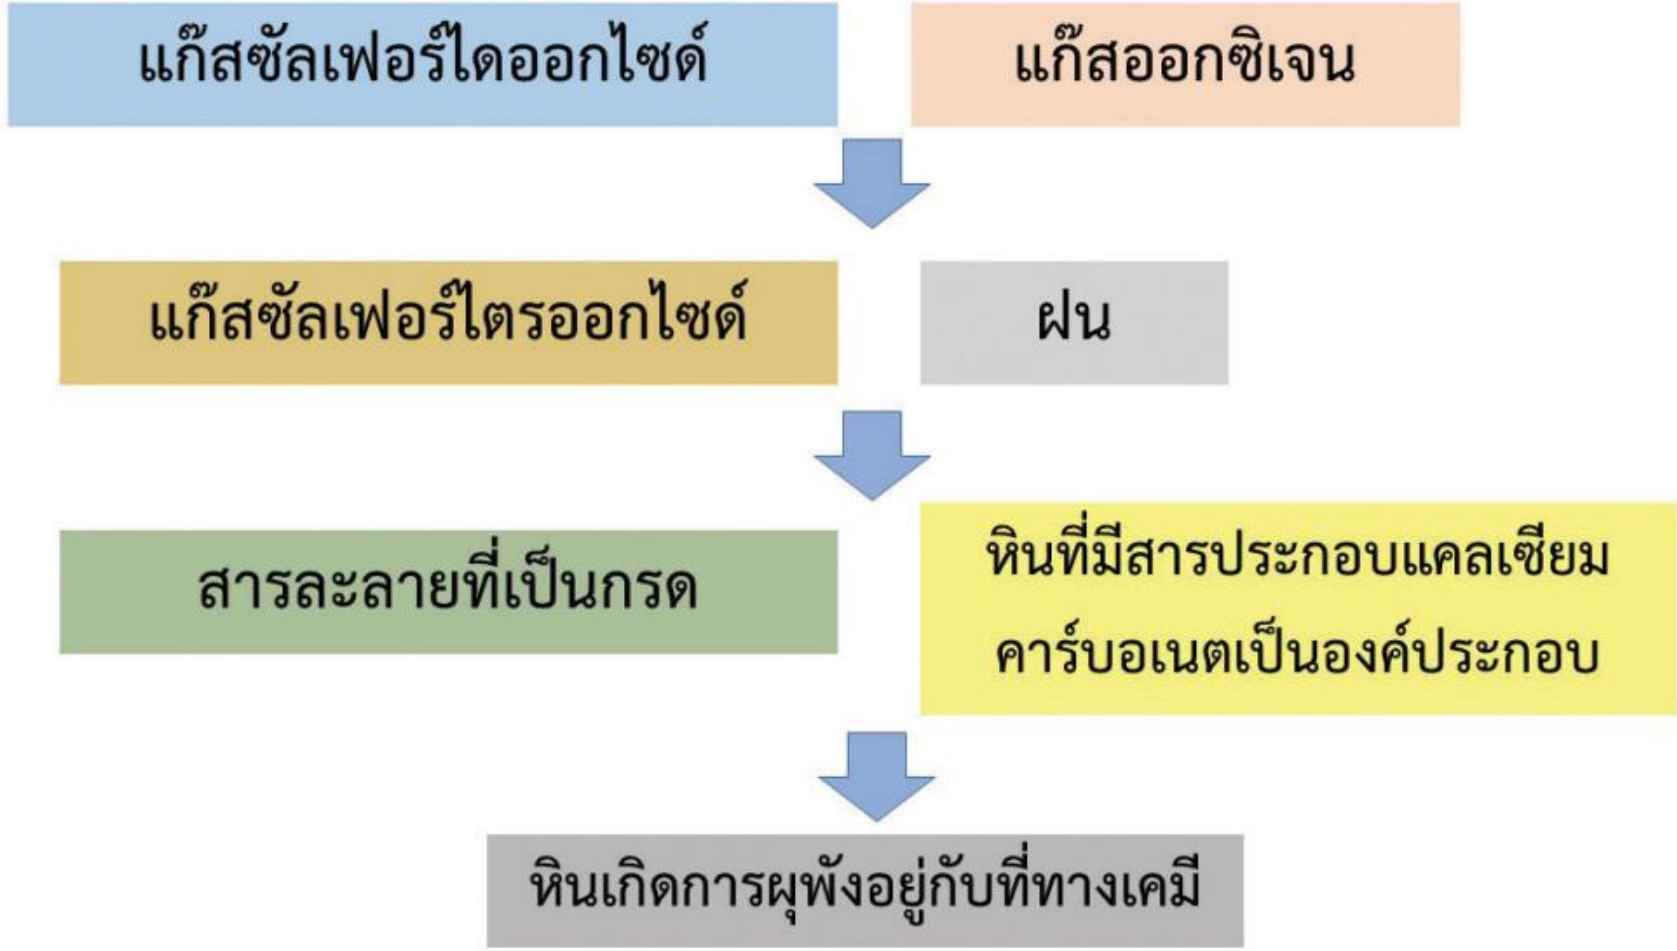 แก๊สซัลเฟอร์ไดออกไซด์
แก๊สออกซิเจน
แก๊สซัลเฟอร์ไตรออกไซด์
ฝน
สารละลายที่เป็นกรด
หินที่มีสารประกอบแคลเซียม
คาร์บอเนตเป็นองค์ประกอบ
หินเกิดการผุพังอยู่กับที่ทางเคมี